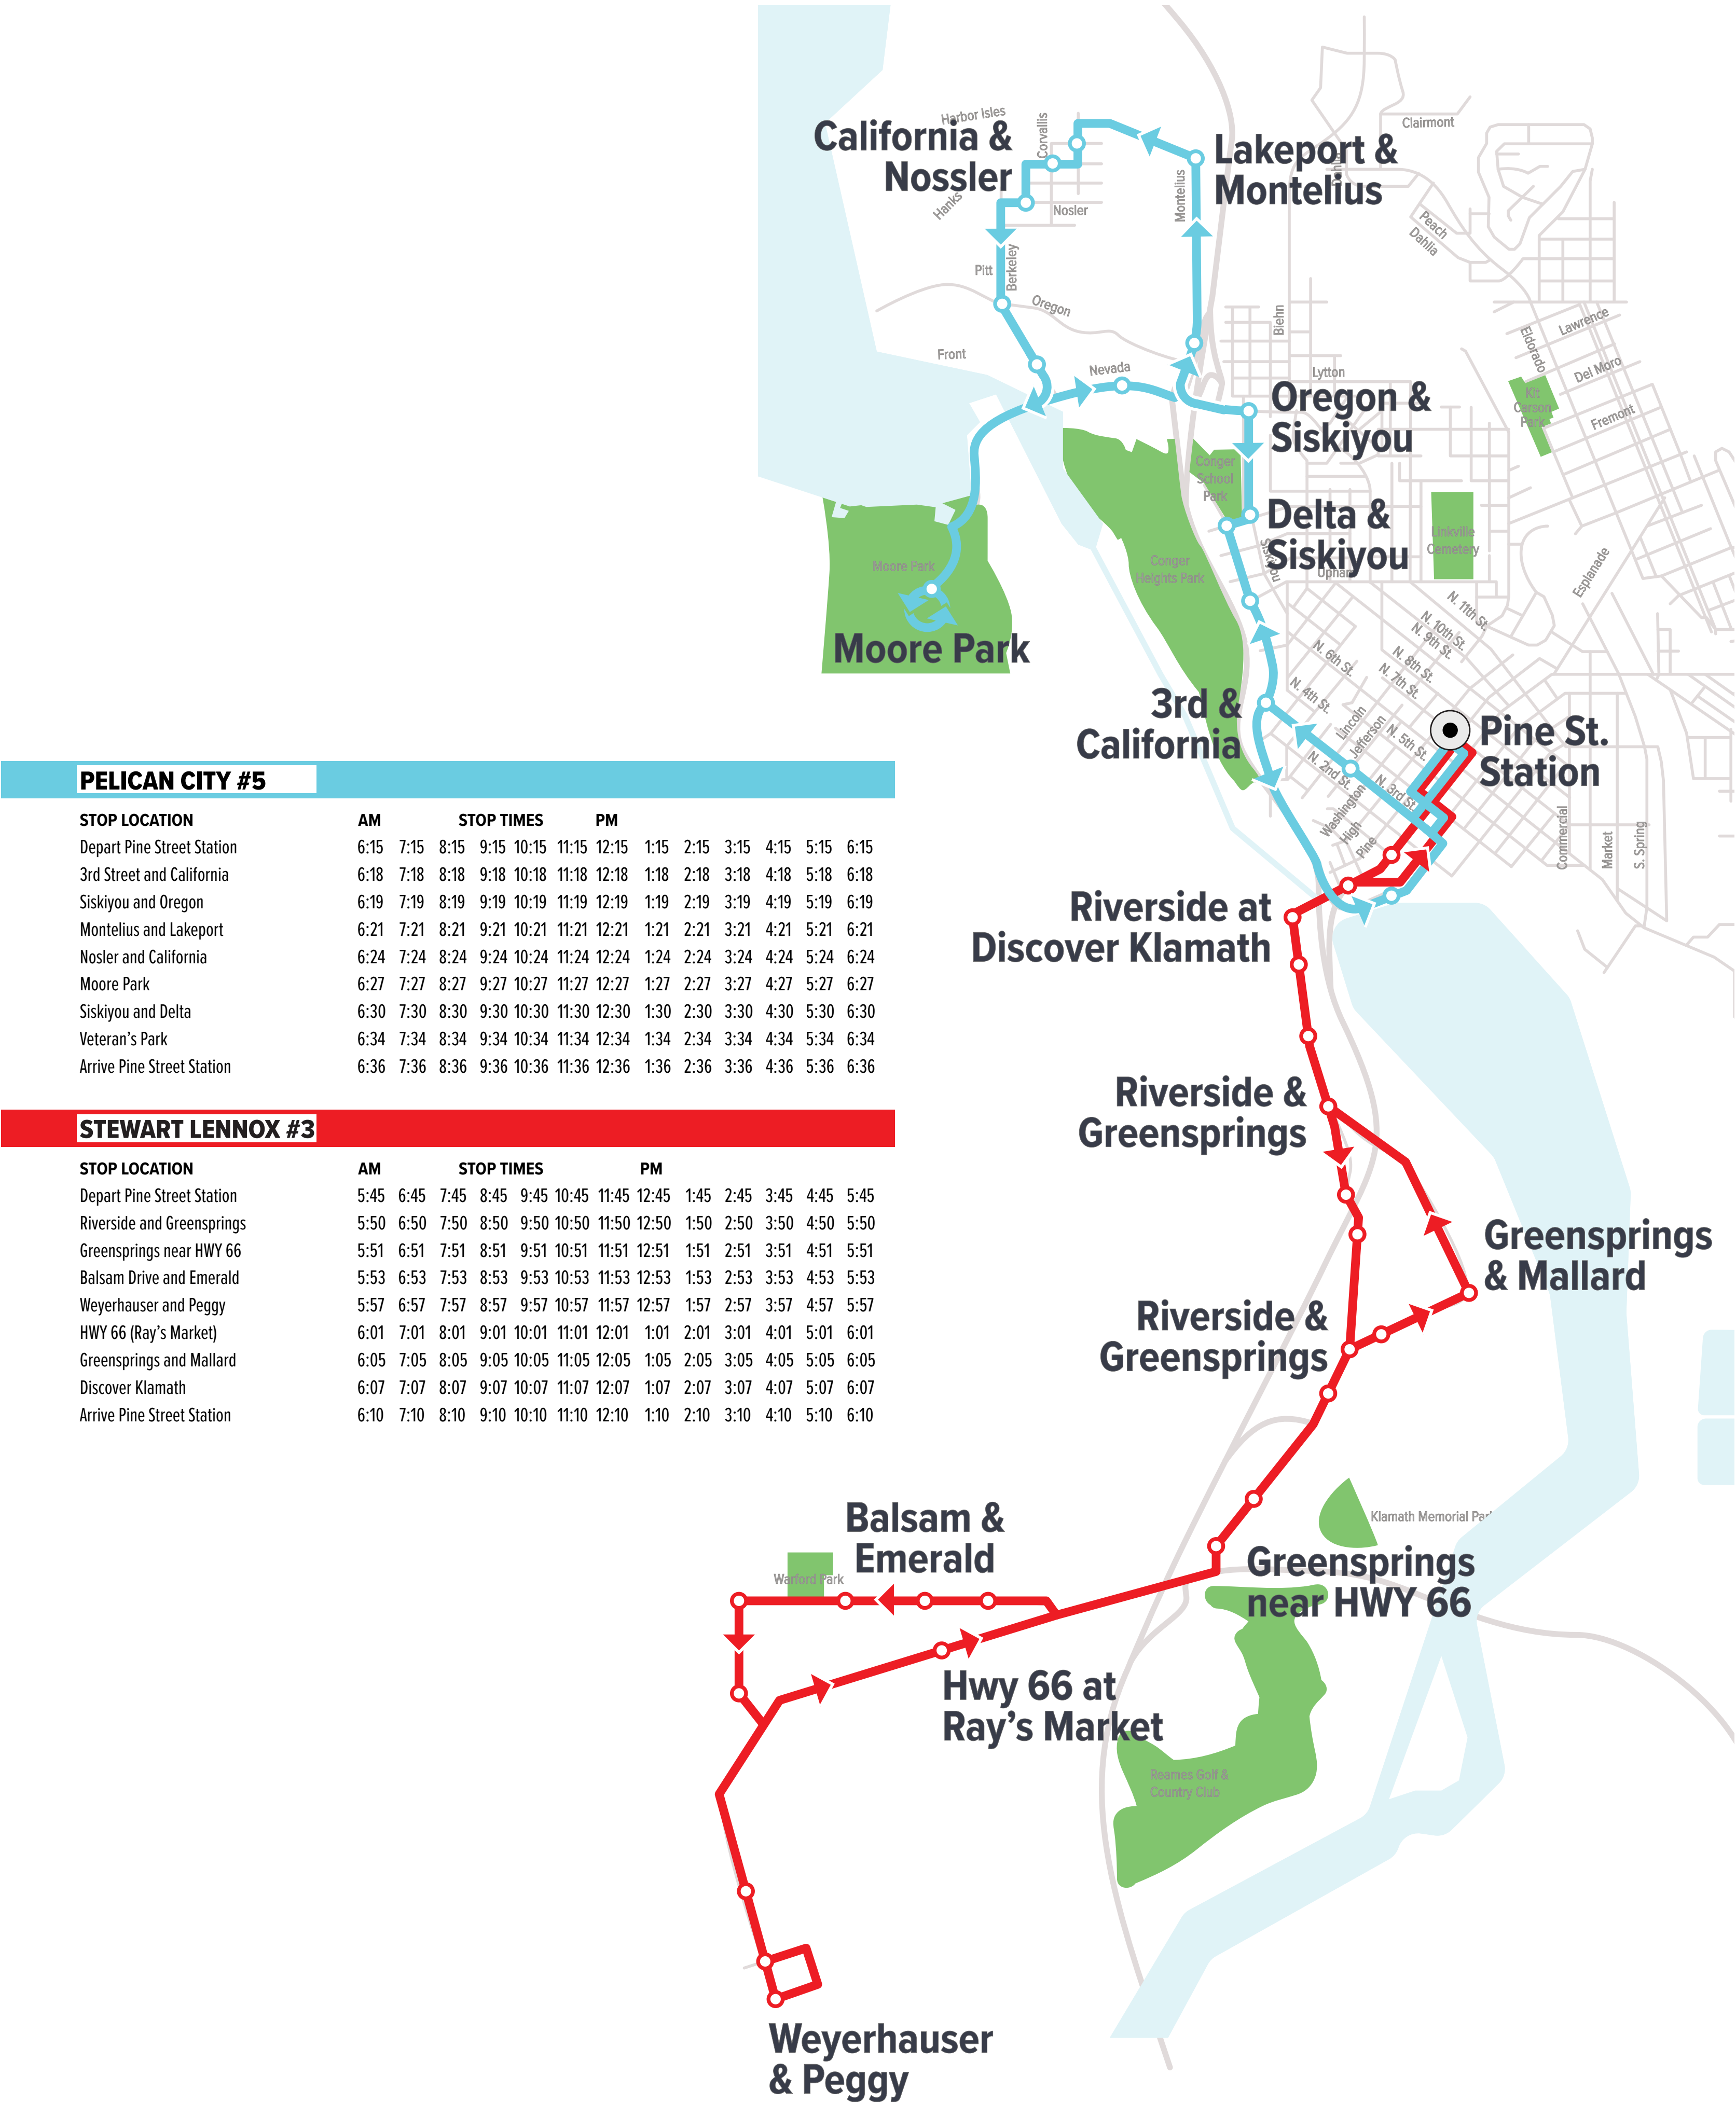 Harbor Isles
California &
Nossler
Corvallis
Hanks
Nosler
Montelius
Lakeport &
Montelius
Clairmont
Dahlia
Peach
Dahlia
Pitt
Berkeley
Oregon
Front
Nevada
Biehn
Lytton
Eldorado
Lawrence
Del Moro
Fremont
Kit
Carson
Park
Oregon &
Siskiyou
Conger
School
Park
Delta &
Siskiyou
Siskiyou
Upham
Linkville
Cemetery
Esplanade
Conger
Heights Park
Moore Park
Moore Park
N. 11th St.
N. 10th St.
N. 9th St.
N. 8th St.
N. 7th St.
N. 6th St.
N. 4th St.
Lincoln
Jefferson
N. 5th St.
N. 2nd St.
N. 3rd St.
Washington
High
Pine
3rd &
California
Pine St.
Station
Commercial
Market
S. Spring
PELICAN CITY #5
STOP LOCATION AM STOP TIMES PM
Depart Pine Street Station 6:15 7:15 8:15 9:15 10:15 11:15 12:15 1:15 2:15 3:15 4:15 5:15 6:15
3rd Street and California 6:18 7:18 8:18 9:18 10:18 11:18 12:18 1:18 2:18 3:18 4:18 5:18 6:18
Siskiyou and Oregon 6:19 7:19 8:19 9:19 10:19 11:19 12:19 1:19 2:19 3:19 4:19 5:19 6:19
Montelius and Lakeport 6:21 7:21 8:21 9:21 10:21 11:21 12:21 1:21 2:21 3:21 4:21 5:21 6:21
Nosler and California 6:24 7:24 8:24 9:24 10:24 11:24 12:24 1:24 2:24 3:24 4:24 5:24 6:24
Moore Park 6:27 7:27 8:27 9:27 10:27 11:27 12:27 1:27 2:27 3:27 4:27 5:27 6:27
Siskiyou and Delta 6:30 7:30 8:30 9:30 10:30 11:30 12:30 1:30 2:30 3:30 4:30 5:30 6:30
Veteran's Park 6:34 7:34 8:34 9:34 10:34 11:34 12:34 1:34 2:34 3:34 4:34 5:34 6:34
Arrive Pine Street Station 6:36 7:36 8:36 9:36 10:36 11:36 12:36 1:36 2:36 3:36 4:36 5:36 6:36
STEWART LENNOX #3
STOP LOCATION AM STOP TIMES PM
Depart Pine Street Station 5:45 6:45 7:45 8:45 9:45 10:45 11:45 12:45 1:45 2:45 3:45 4:45 5:45
Riverside and Greensprings 5:50 6:50 7:50 8:50 9:50 10:50 11:50 12:50 1:50 2:50 3:50 4:50 5:50
Greensprings near HWY 66 5:51 6:51 7:51 8:51 9:51 10:51 11:51 12:51 1:51 2:51 3:51 4:51 5:51
Balsam Drive and Emerald 5:53 6:53 7:53 8:53 9:53 10:53 11:53 12:53 1:53 2:53 3:53 4:53 5:53
Weyerhauser and Peggy 5:57 6:57 7:57 8:57 9:57 10:57 11:57 12:57 1:57 2:57 3:57 4:57 5:57
HWY 66 (Ray's Market) 6:01 7:01 8:01 9:01 10:01 11:01 12:01 1:01 2:01 3:01 4:01 5:01 6:01
Greensprings and Mallard 6:05 7:05 8:05 9:05 10:05 11:05 12:05 1:05 2:05 3:05 4:05 5:05 6:05
Discover Klamath 6:07 7:07 8:07 9:07 10:07 11:07 12:07 1:07 2:07 3:07 4:07 5:07 6:07
Arrive Pine Street Station 6:10 7:10 8:10 9:10 10:10 11:10 12:10 1:10 2:10 3:10 4:10 5:10 6:10
Riverside at
Discover Klamath
Riverside &
Greensprings
Greensprings
& Mallard
Riverside &
Greensprings
Klamath Memorial Par
Balsam &
Emerald
Warford Park
Greensprings
near HWY 66
Hwy 66 at
Ray's Market
Reames Golf &
Country Club
Weyerhauser
& Peggy